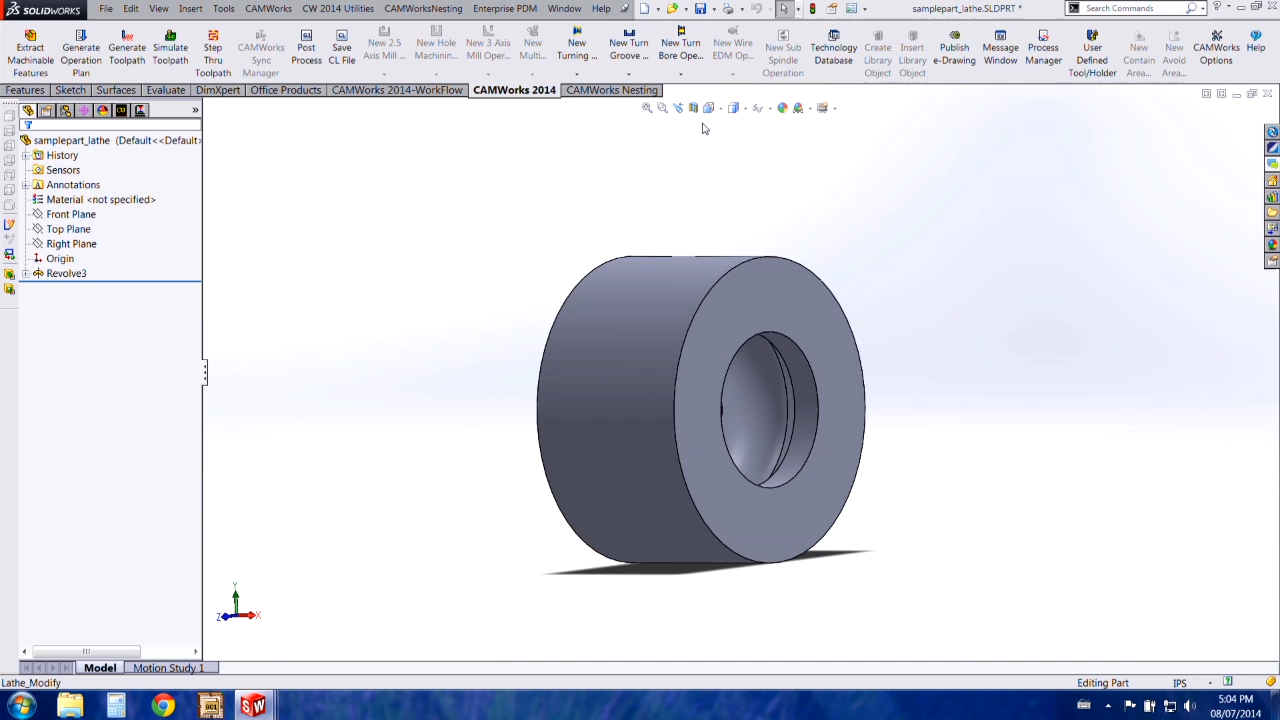 SOLIDWORKS File Edit View Insert Tools CAMWorks CW 2014 Utilities CAMWorksNesting Enterprise PDM Window Help samplepart_lathe.SLDPRT * Search Commands
Extract Machinable Features
Generate Operation Plan
Generate Toolpath
Simulate Toolpath
Step Thru Toolpath
CAMWorks Simulation Manager
Post Process
Save CL File
New 2.5 Axis Mill ...
New Hole Machinin...
New 3 Axis Mill Oper...
New Multi...
New Turning ...
New Turn Groove ...
New Turn Bore Ope...
New Wire EDM Op...
New Sub Spindle Operation
Technology Database
Create Library Object
Insert Library Object
Publish e-Drawing
Message Window
Process Manager
User Defined Tool/Holder
New Contain Area...
New Avoid Area...
CAMWorks Options
Help
Features Sketch Surfaces Evaluate DimXpert Office Products CAMWorks 2014-WorkFlow CAMWorks 2014 CAMWorks Nesting
samplepart_lathe (Default<<Default>
History
Sensors
Annotations
Material <not specified>
Front Plane
Top Plane
Right Plane
Origin
Revolve3
Y
Z X
Model Motion Study 1
Lathe_Modify Editing Part IPS
5:04 PM
08/07/2014